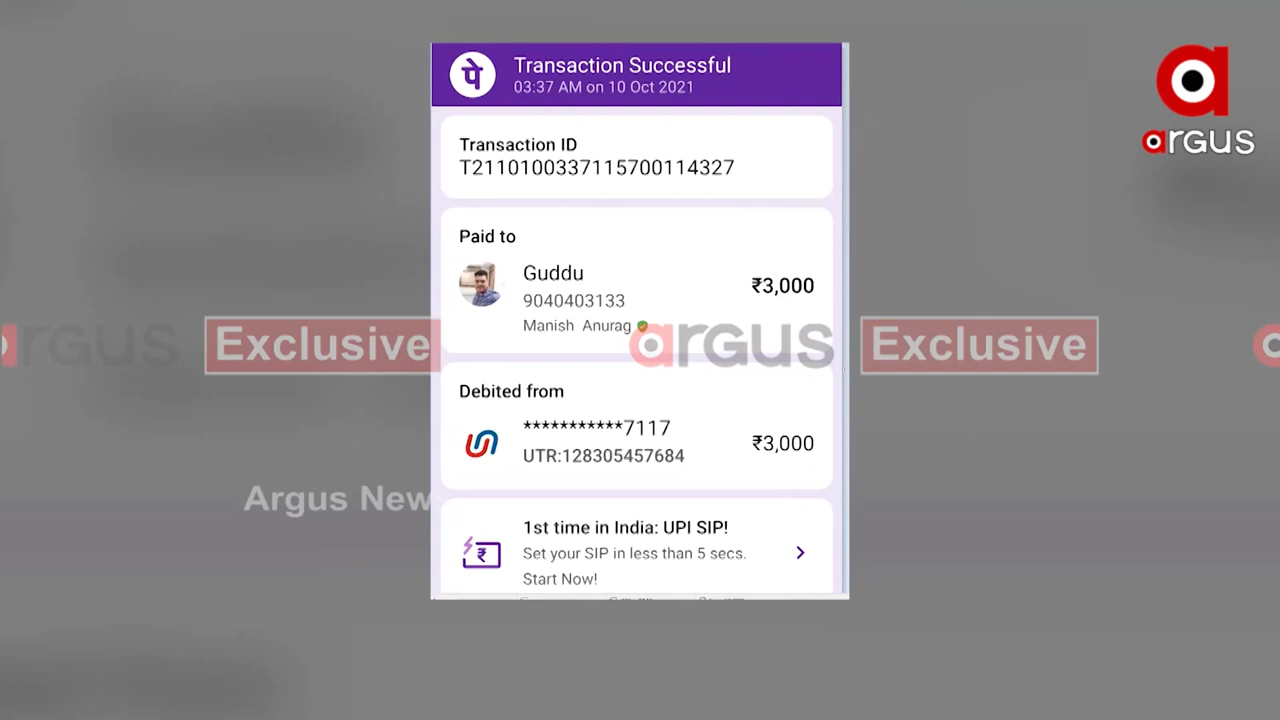 पे
Transaction Successful
03:37 AM on 10 Oct 2021
argus
Transaction ID
T2110100337115700114327
Paid to
Guddu
9040403133
₹3,000
Manish Anurag
argus Exclusive argus Exclusive
Debited from
***********7117
UTR:128305457684
₹3,000
Argus New
1st time in India: UPI SIP!
Set your SIP in less than 5 secs.
Start Now!